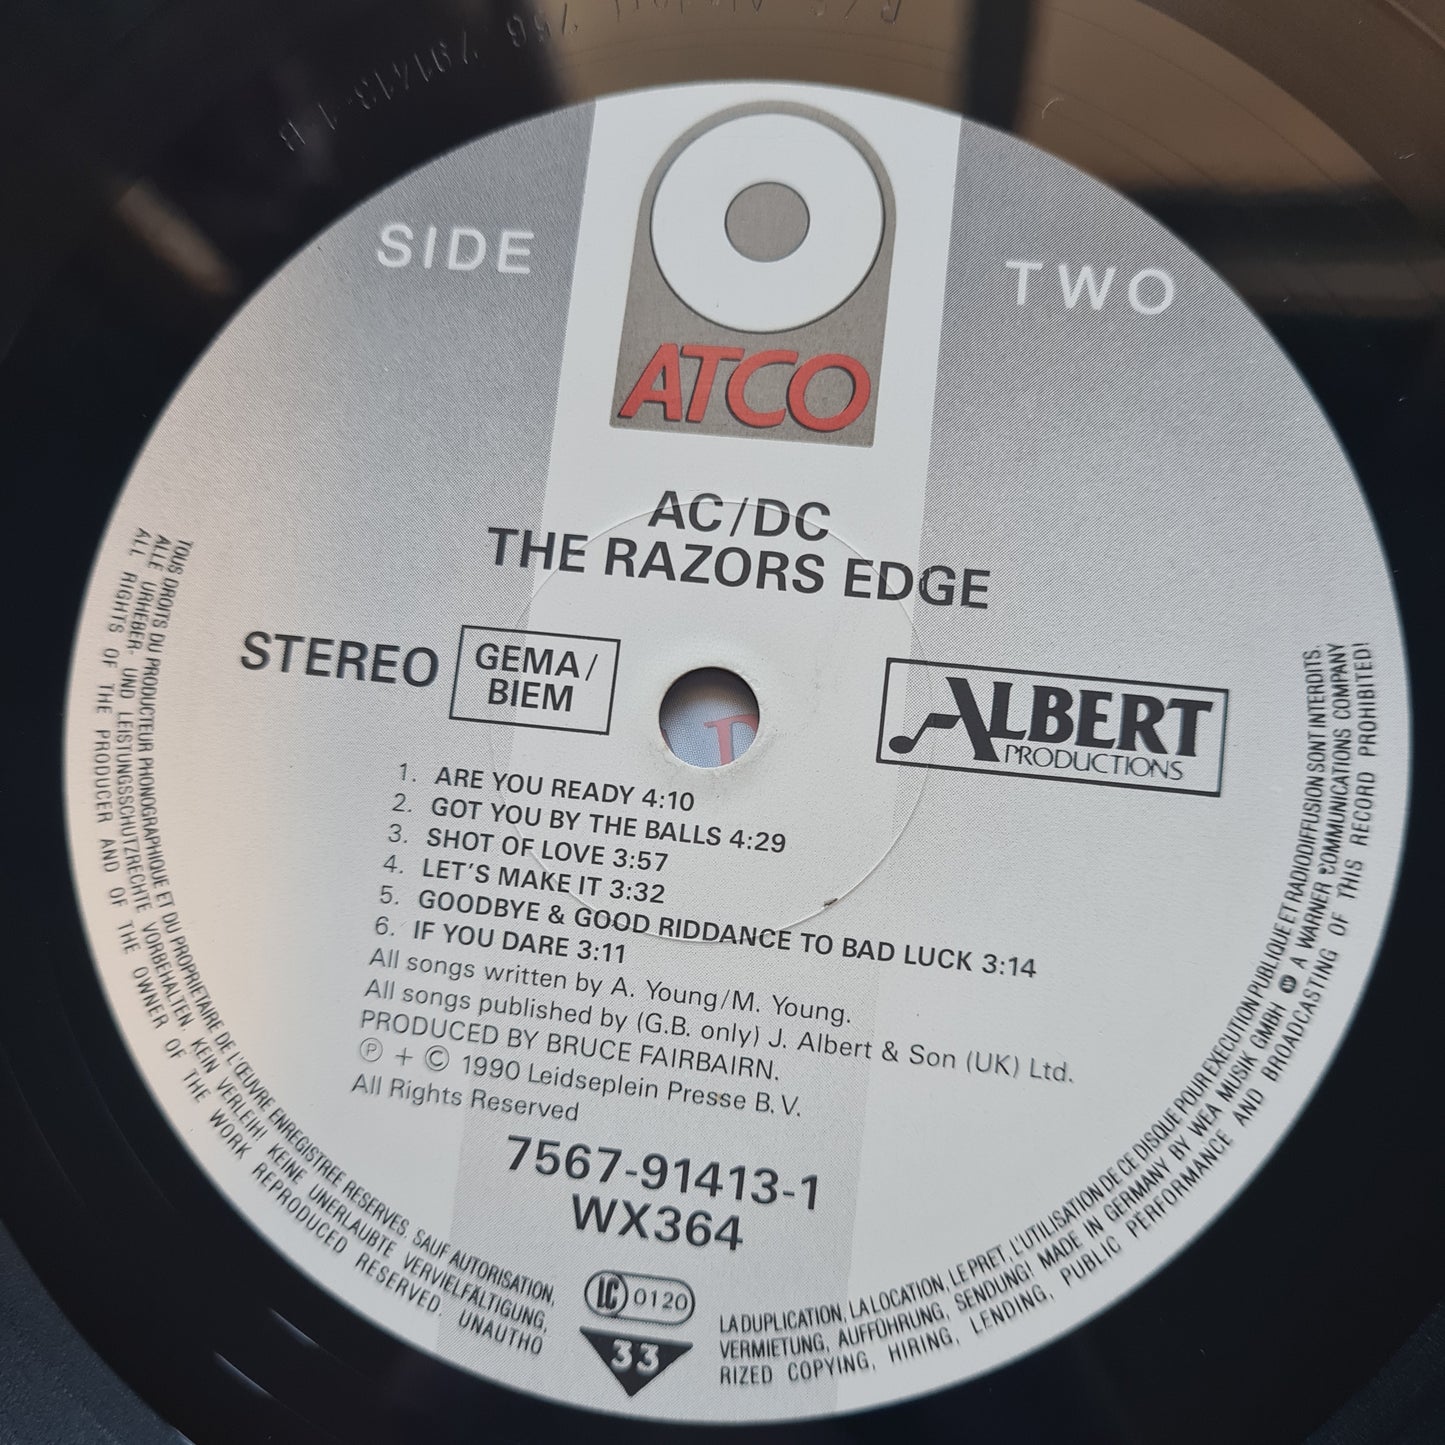 R/S Alsdorf 756 791413-1 B
SIDE TWO
ATCO
AC/DC
THE RAZORS EDGE
STEREO
GEMA/
BIEM
ALBERT
PRODUCTIONS
1. ARE YOU READY 4:10
2. GOT YOU BY THE BALLS 4:29
3. SHOT OF LOVE 3:57
4. LET'S MAKE IT 3:32
5. GOODBYE & GOOD RIDDANCE TO BAD LUCK 3:14
6. IF YOU DARE 3:11
All songs written by A. Young/M. Young.
All songs published by (G.B. only) J. Albert & Son (UK) Ltd.
PRODUCED BY BRUCE FAIRBAIRN.
Ⓟ + © 1990 Leidseplein Presse B.V.
All Rights Reserved
7567-91413-1
WX364
LC 0120
33
TOUS DROITS DU PRODUCTEUR PHONOGRAPHIQUE ET DU PROPRIETAIRE DE L'ŒUVRE ENREGISTREE RESERVES. SAUF AUTORISATION,
LA DUPLICATION, LA LOCATION, LE PRET, L'UTILISATION DE CE DISQUE POUR EXECUTION PUBLIQUE ET RADIODIFFUSION SONT INTERDITS.
ALLE URHEBER- UND LEISTUNGSSCHUTZRECHTE VORBEHALTEN. KEIN VERLEIH! KEINE UNERLAUBTE VERVIELFÄLTIGUNG,
VERMIETUNG, AUFFÜHRUNG, SENDUNG! MADE IN GERMANY BY WEA MUSIK GMBH A WARNER COMMUNICATIONS COMPANY
ALL RIGHTS OF THE PRODUCER AND OF THE OWNER OF THE WORK REPRODUCED RESERVED. UNAUTHO
RIZED COPYING, HIRING, LENDING, PUBLIC PERFORMANCE AND BROADCASTING OF THIS RECORD PROHIBITED!